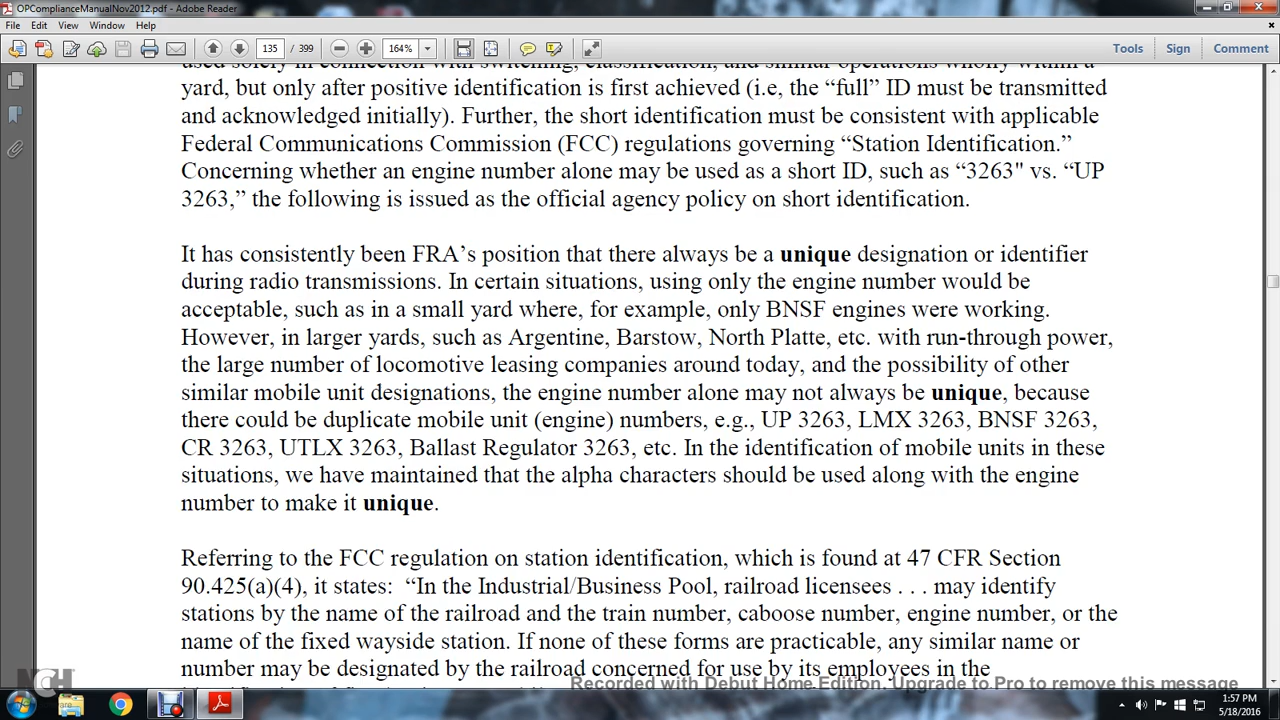 OPComplianceManualNov2012.pdf - Adobe Reader
File Edit View Window Help
135 / 399 164% Tools Sign Comment
used solely in connection with switching, classification, and similar operations wholly within a
yard, but only after positive identification is first achieved (i.e, the “full” ID must be transmitted
and acknowledged initially). Further, the short identification must be consistent with applicable
Federal Communications Commission (FCC) regulations governing “Station Identification.”
Concerning whether an engine number alone may be used as a short ID, such as “3263" vs. “UP
3263,” the following is issued as the official agency policy on short identification.
It has consistently been FRA’s position that there always be a unique designation or identifier
during radio transmissions. In certain situations, using only the engine number would be
acceptable, such as in a small yard where, for example, only BNSF engines were working.
However, in larger yards, such as Argentine, Barstow, North Platte, etc. with run-through power,
the large number of locomotive leasing companies around today, and the possibility of other
similar mobile unit designations, the engine number alone may not always be unique, because
there could be duplicate mobile unit (engine) numbers, e.g., UP 3263, LMX 3263, BNSF 3263,
CR 3263, UTLX 3263, Ballast Regulator 3263, etc. In the identification of mobile units in these
situations, we have maintained that the alpha characters should be used along with the engine
number to make it unique.
Referring to the FCC regulation on station identification, which is found at 47 CFR Section
90.425(a)(4), it states: “In the Industrial/Business Pool, railroad licensees . . . may identify
stations by the name of the railroad and the train number, caboose number, engine number, or the
name of the fixed wayside station. If none of these forms are practicable, any similar name or
number may be designated by the railroad concerned for use by its employees in the
Recorded with Debut Home Edition. Upgrade to Pro to remove this message
NCH
1:57 PM
5/18/2016